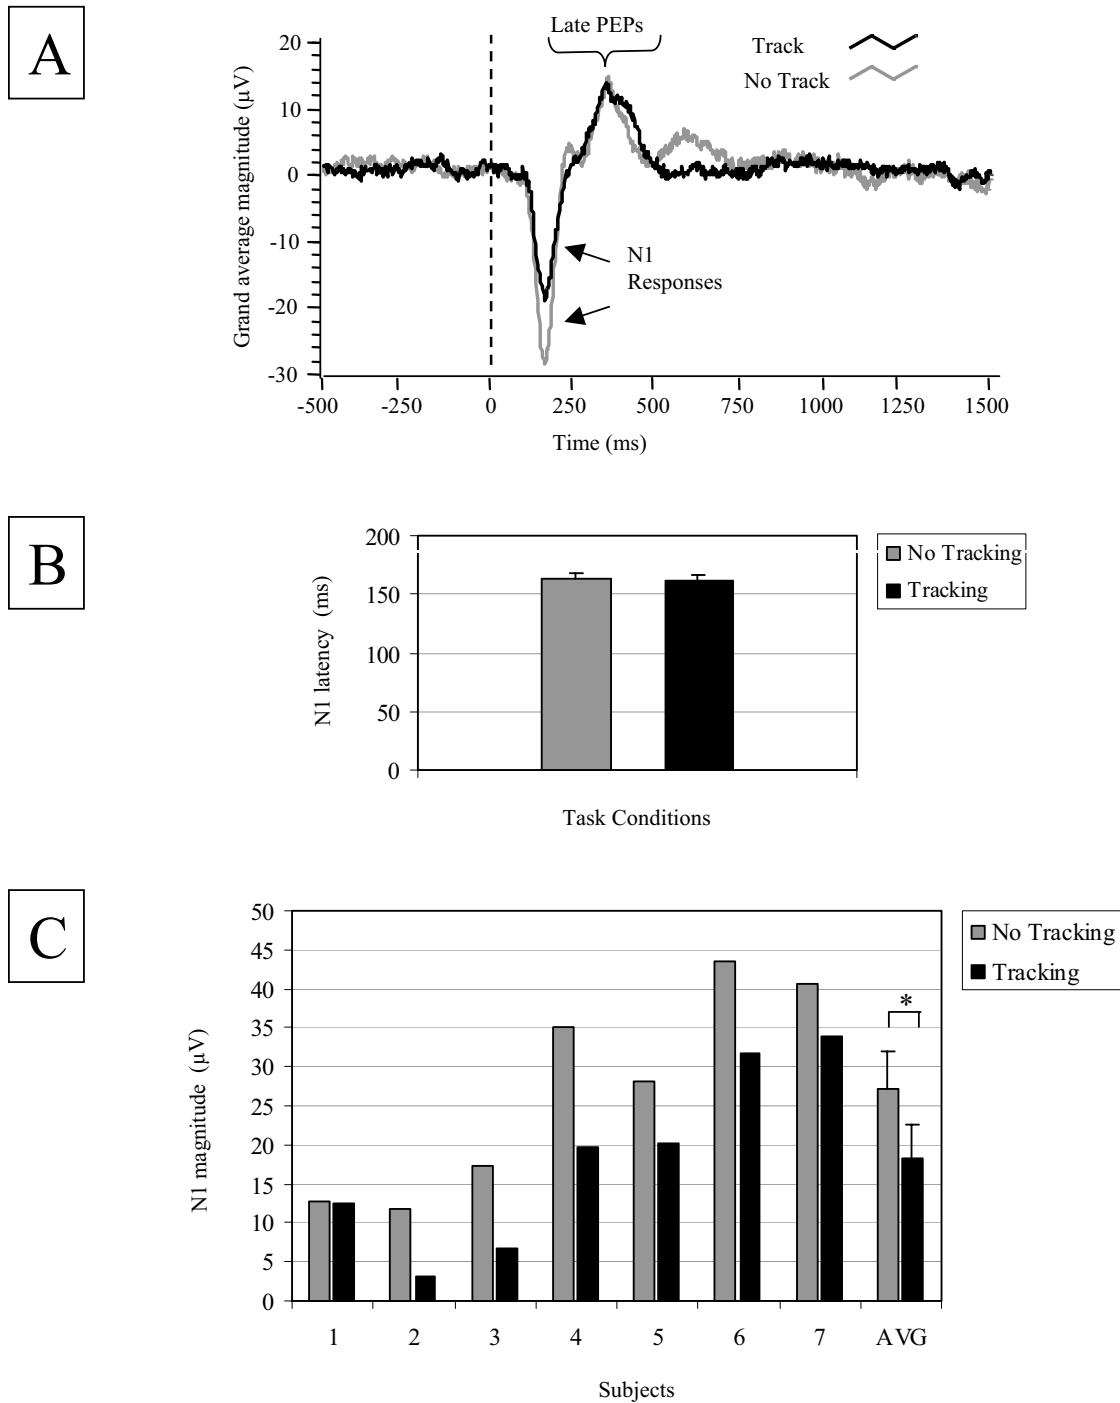 A
Late PEPs
Track
No Track
Grand average magnitude (µV)
20
10
0
-10
-20
-30
N1
Responses
-500 -250 0 250 500 750 1000 1250 1500
Time (ms)
B
N1 latency (ms)
200
150
100
50
0
No Tracking
Tracking
Task Conditions
C
N1 magnitude (µV)
50
45
40
35
30
25
20
15
10
5
0
*
No Tracking
Tracking
1 2 3 4 5 6 7 AVG
Subjects